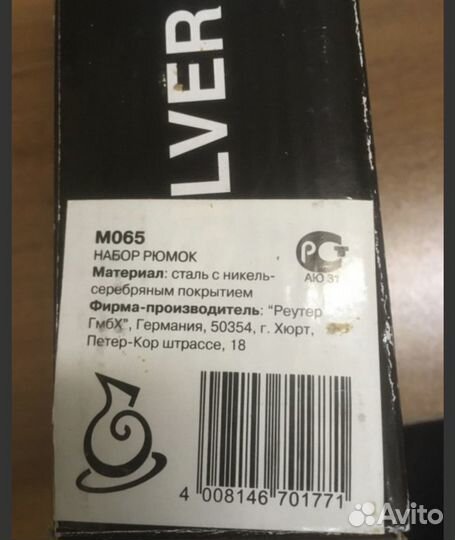 LVER
M065
НАБОР РЮМОК
Материал: сталь с никель-
серебряным покрытием
Фирма-производитель: "Реутер
ГмбХ", Германия, 50354, г. Хюрт,
Петер-Кор штрассе, 18
РСТ
АЮ 31
4 008146 701771
Avito